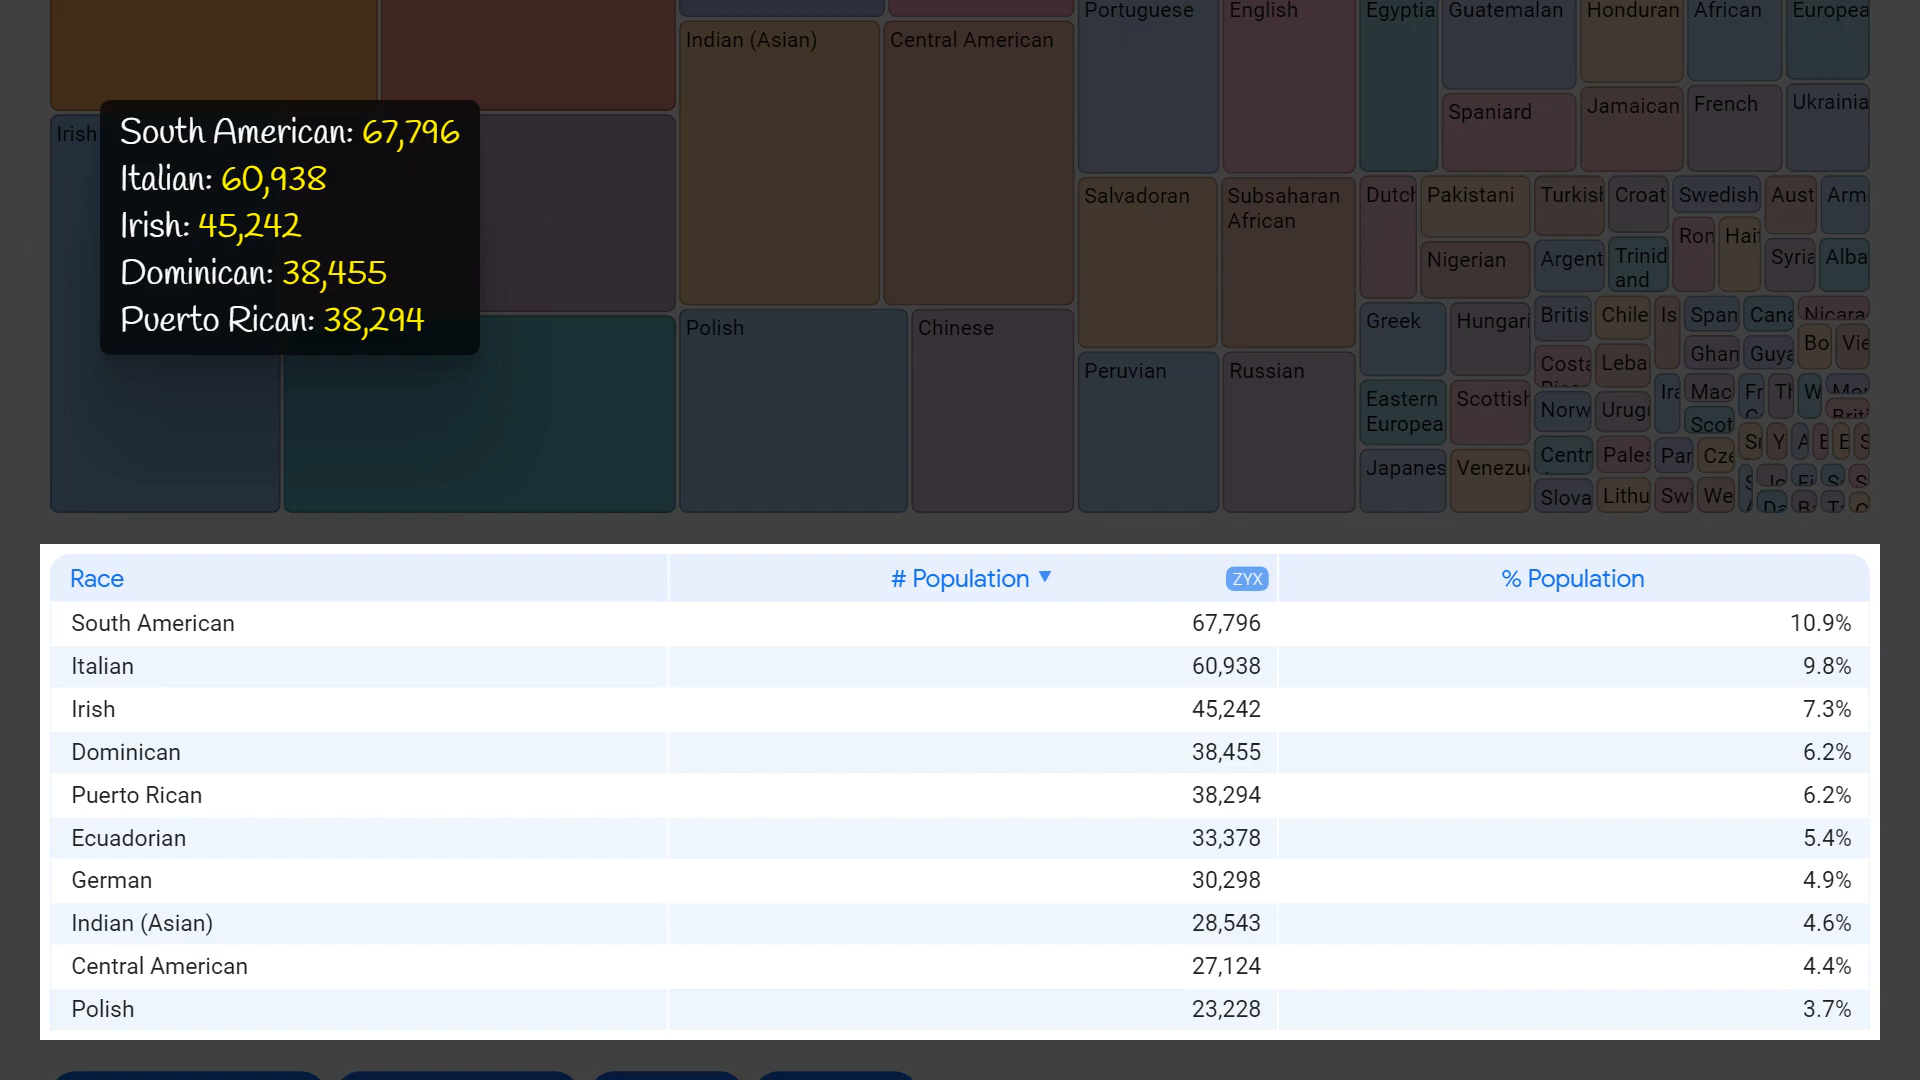 Portuguese
English
Egyptia
Guatemalan
Honduran
African
Europea
Indian (Asian)
Central American
Spaniard
Jamaican
French
Ukrainia
Irish
South American: 67,796
Italian: 60,938
Irish: 45,242
Dominican: 38,455
Puerto Rican: 38,294
Salvadoran
Subsaharan
African
Dutch
Pakistani
Turkish
Croat
Swedish
Aust
Arm
Ron
Hai
Nigerian
Argent
Trinid
and
Syria
Alba
Polish
Chinese
Greek
Hungari
Britis
Chile
Is
Span
Cana
Nicara
Ghan
Guya
Bo
Vie
Peruvian
Russian
Costa
Leba
Eastern
Europea
Scottish
Norw
Urug
Ira
Mac
Fr
Th
W
Scot
Centr
Pales
Par
Cze
Japanes
Venezu
Slova
Lithu
Swi
We
Race
# Population ▼
ZYX
% Population
South American 67,796 10.9%
Italian 60,938 9.8%
Irish 45,242 7.3%
Dominican 38,455 6.2%
Puerto Rican 38,294 6.2%
Ecuadorian 33,378 5.4%
German 30,298 4.9%
Indian (Asian) 28,543 4.6%
Central American 27,124 4.4%
Polish 23,228 3.7%